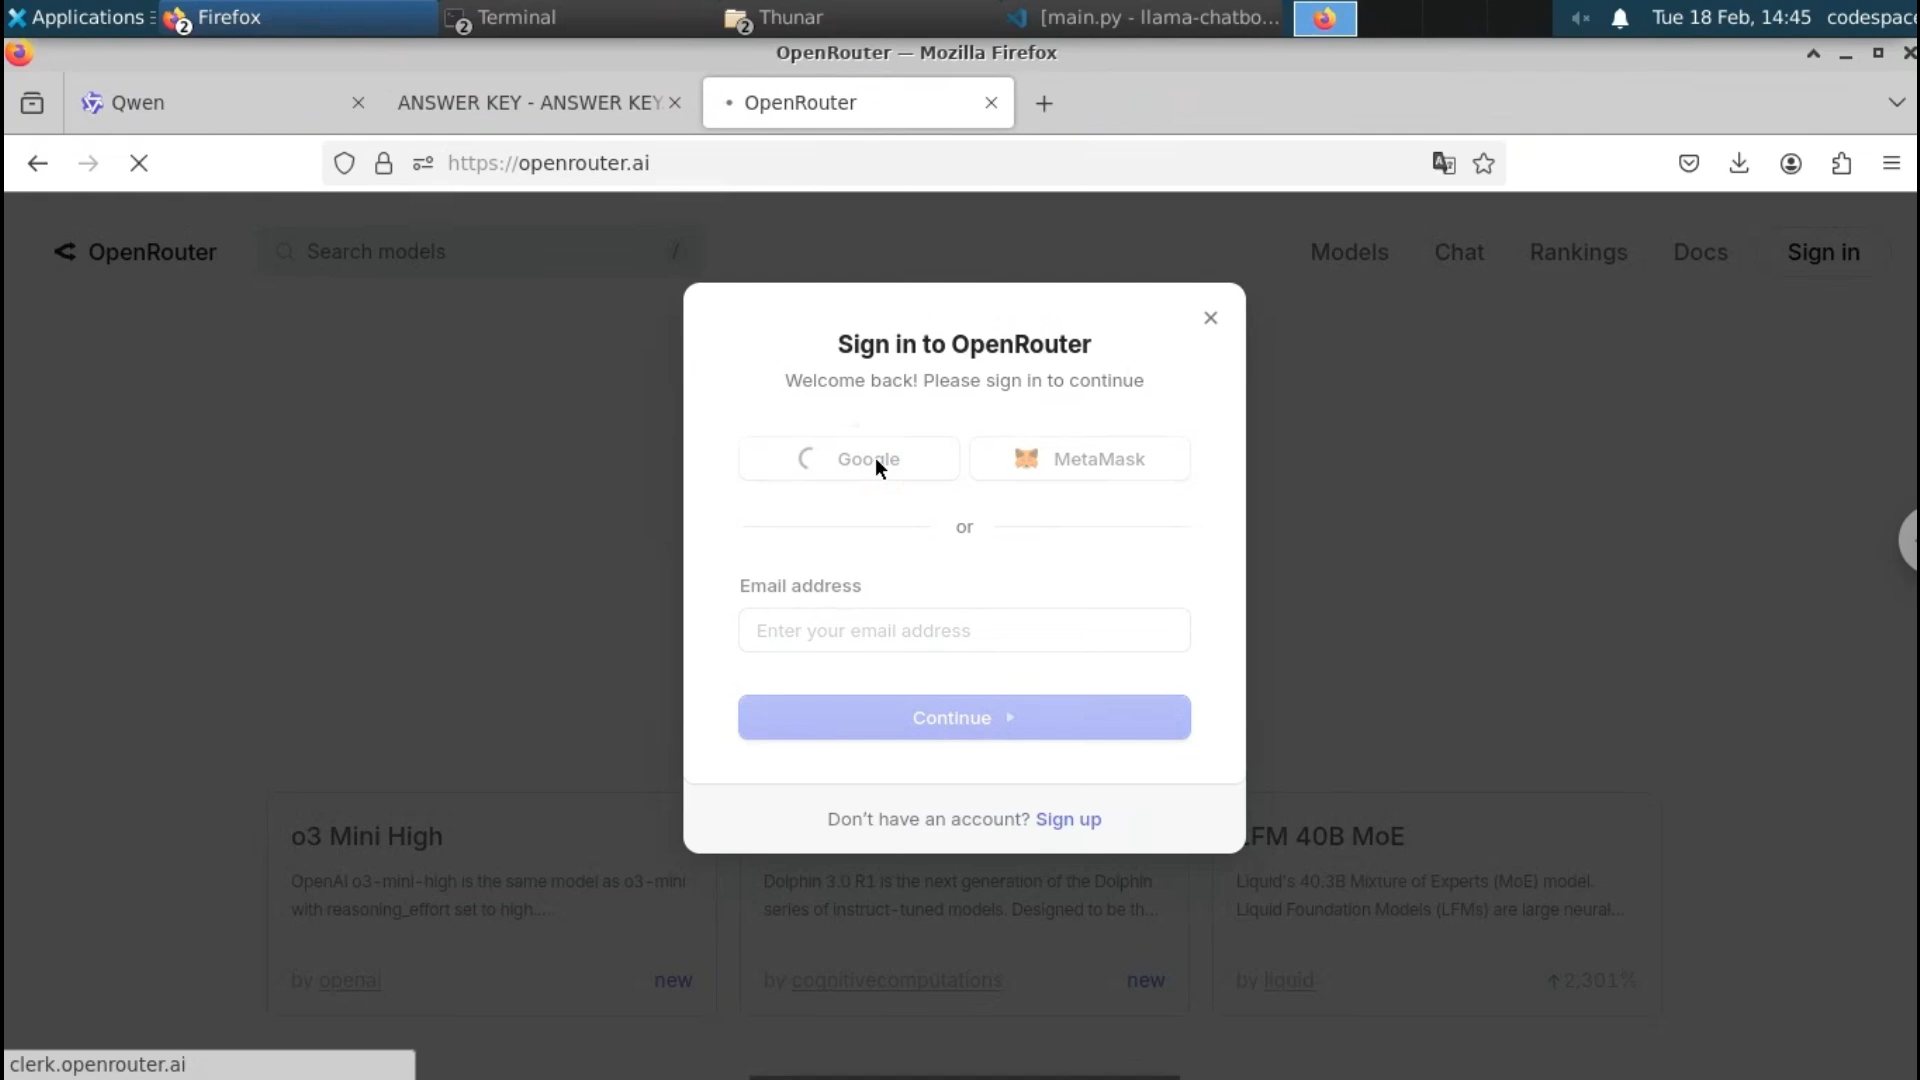 Applications Firefox Terminal Thunar [main.py - llama-chatbo... Tue 18 Feb, 14:45 codespace
2 2 2
OpenRouter — Mozilla Firefox
Qwen ANSWER KEY - ANSWER KEY OpenRouter
https://openrouter.ai
OpenRouter Search models / Models Chat Rankings Docs Sign in
Sign in to OpenRouter
Welcome back! Please sign in to continue
Google MetaMask
or
Email address
Enter your email address
Continue
Don't have an account? Sign up
o3 Mini High
OpenAI o3-mini-high is the same model as o3-mini
with reasoning_effort set to high....
by openai new
Dolphin 3.0 R1 is the next generation of the Dolphin
series of instruct-tuned models. Designed to be th...
by cognitivecomputations new
FM 40B MoE
Liquid's 40.3B Mixture of Experts (MoE) model.
Liquid Foundation Models (LFMs) are large neural...
by liquid 2,301%
clerk.openrouter.ai